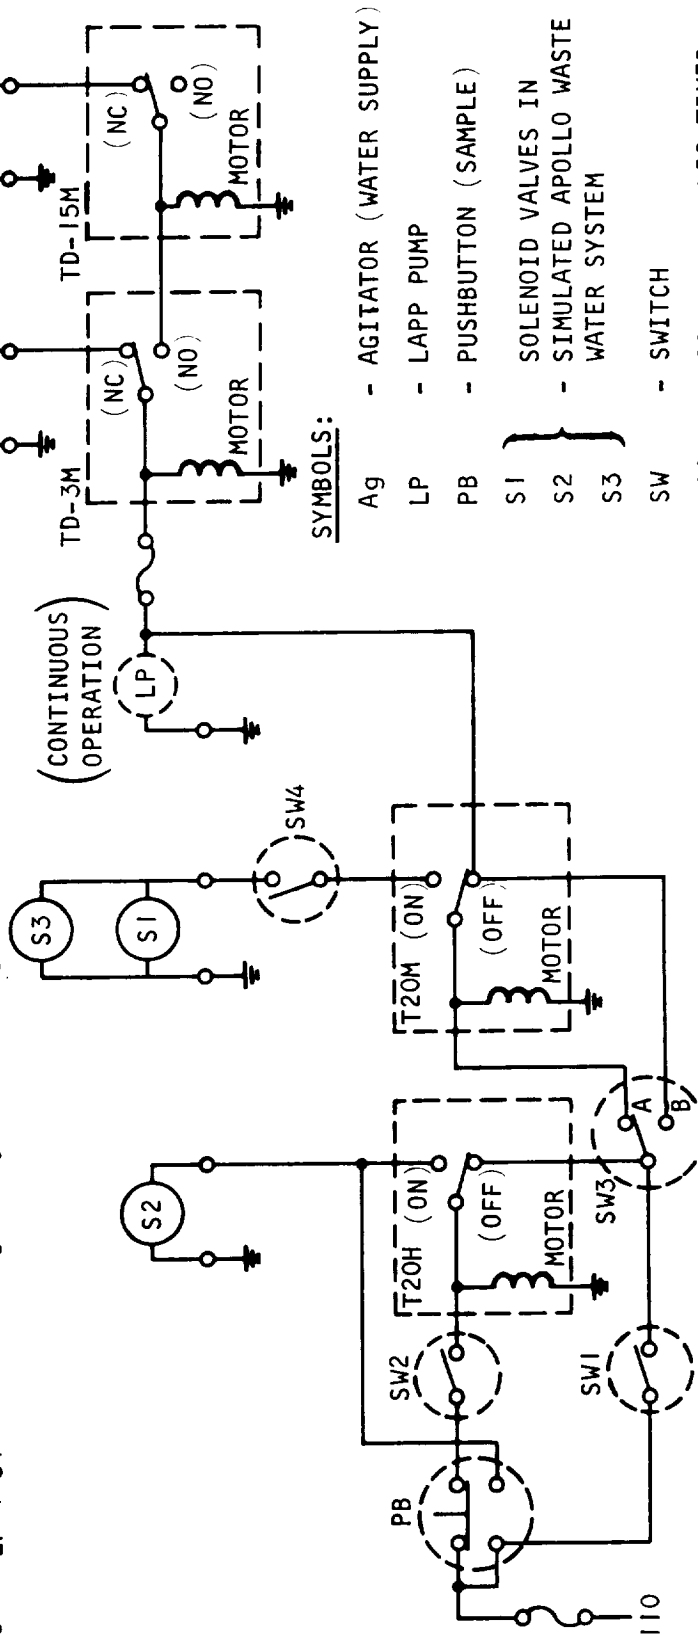 TD-3M
(NC)
(NO)
MOTOR
TD-15M
(NC)
(NO)
MOTOR
(CONTINUOUS
OPERATION)
LP
S3
S1
SW4
S2
T20M
(ON)
(OFF)
MOTOR
T20H
(ON)
(OFF)
MOTOR
SW3
A
B
SW2
SW1
PB
110
SYMBOLS:
Ag - AGITATOR (WATER SUPPLY)
LP - LAPP PUMP
PB - PUSHBUTTON (SAMPLE)
S1 SOLENOID VALVES IN
S2 - SIMULATED APOLLO WASTE
S3 WATER SYSTEM
SW - SWITCH